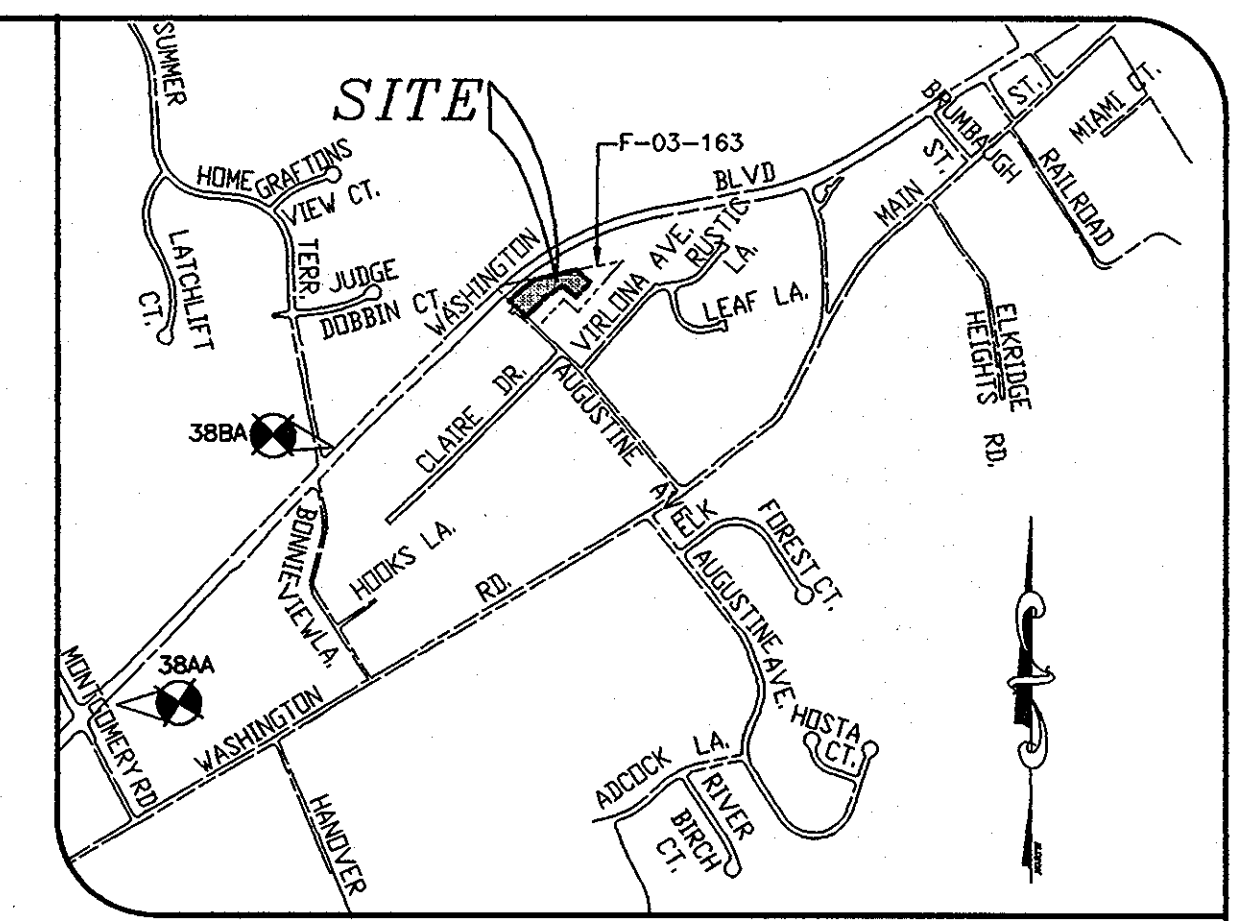 SUMMER
HOME
TERR.
GRAFTONS
VIEW CT.
LATCHLIFT
CT.
JUDGE
DOBBIN CT.
SITE
F-03-163
WASHINGTON
BLVD
VIRLONA AVE.
RUSTIC
LA.
LEAF LA.
BRUMBAUGH
ST.
ST.
MAIN
RAILROAD
MIAMI CT.
ELKRIDGE
HEIGHTS
RD.
CLAIRE DR.
AUGUSTINE
AVE.
38BA
BONNIEVIEW LA.
HOOKS LA.
ELK
FOREST CT.
AUGUSTINE AVE.
38AA
MONTGOMERY RD.
WASHINGTON
RD.
HANOVER
ADCOCK LA.
RIVER
BIRCH
CT.
HOSTA
CT.